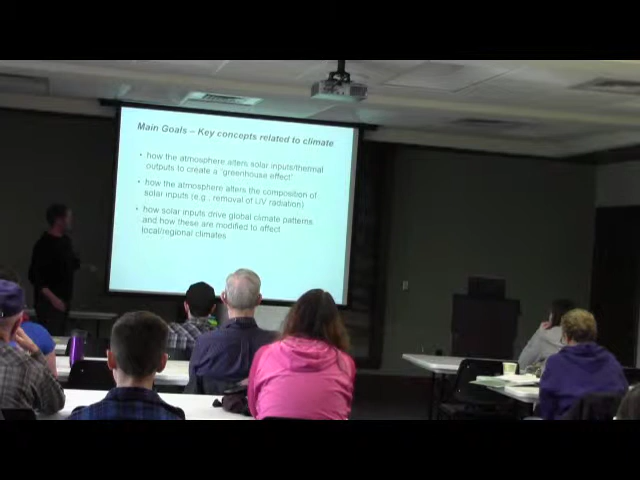 Main Goals – Key concepts related to climate
• how the atmosphere alters solar inputs/thermal
outputs to create a "greenhouse effect"
• how the atmosphere alters the composition of
solar inputs (e.g., removal of UV radiation)
• how solar inputs drive global climate patterns
and how these are modified to affect
local/regional climates